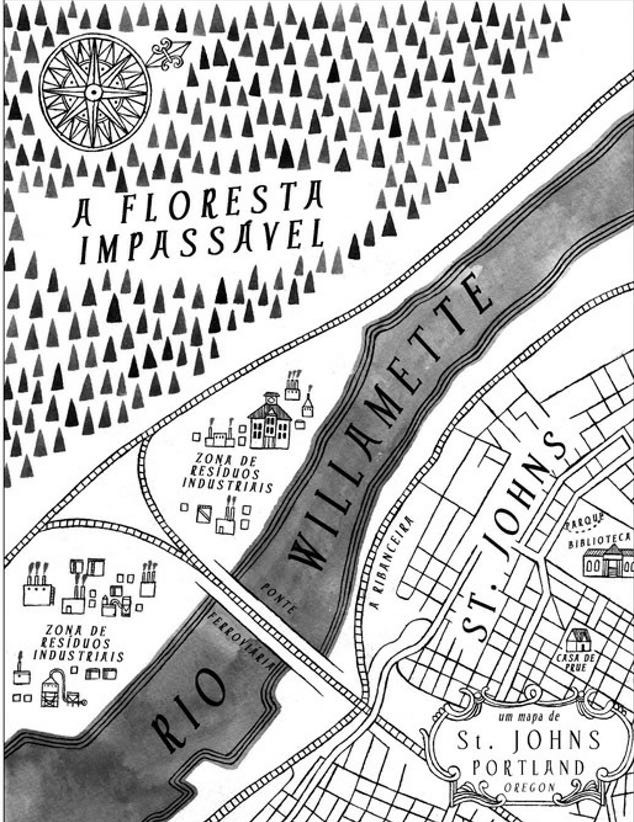 A FLORESTA
IMPASSÁVEL
WILLAMETTE
ZONA DE
RESÍDUOS
INDUSTRIAIS
ST. JOHNS
PARQUE
BIBLIOTECA
A RIBANCEIRA
PONTE
FERROVIÁRIA
ZONA DE
RESÍDUOS
INDUSTRIAIS
CASA DE
PRUE
RIO
um mapa de
St. JOHNS
PORTLAND
OREGON